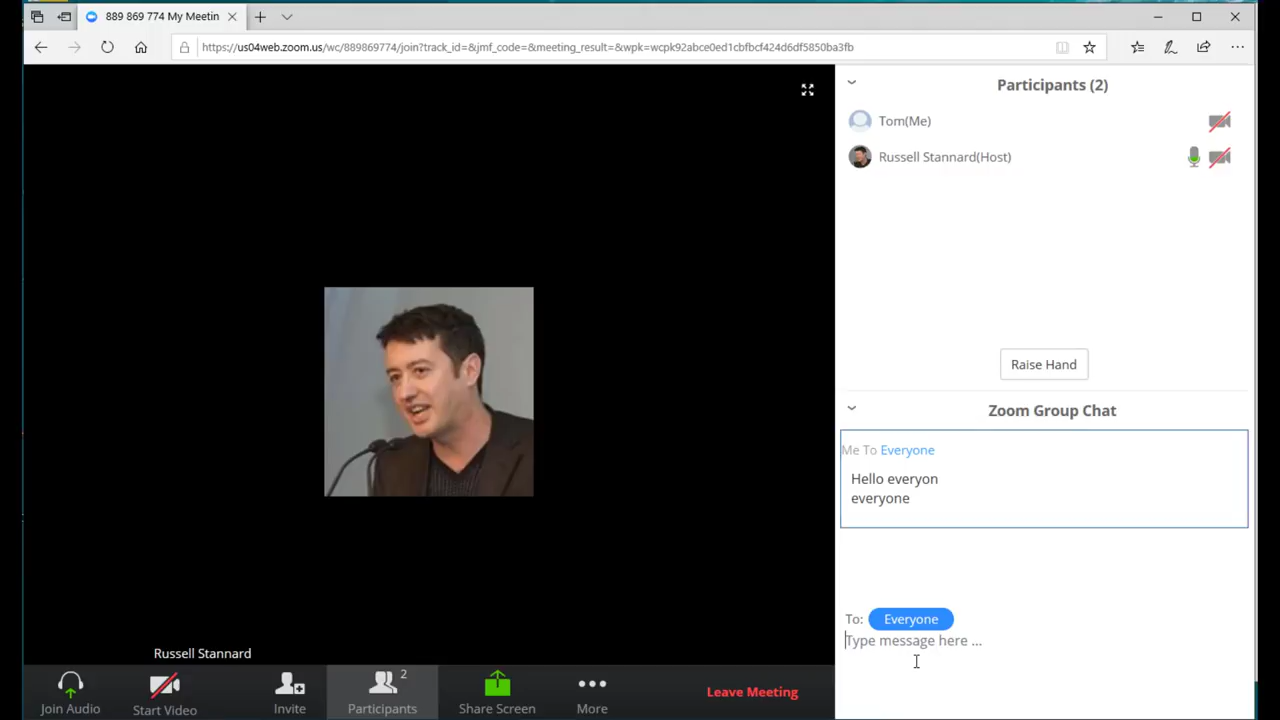 889 869 774 My Meetin
https://us04web.zoom.us/wc/889869774/join?track_id=&jmf_code=&meeting_result=&wpk=wcpk92abce0ed1cbfbcf424d6df5850ba3fb
Participants (2)
Tom(Me)
Russell Stannard(Host)
Raise Hand
Zoom Group Chat
Me To Everyone
Hello everyon
everyone
To: Everyone
Type message here ...
Russell Stannard
2
Join Audio
Start Video
Invite
Participants
Share Screen
More
Leave Meeting